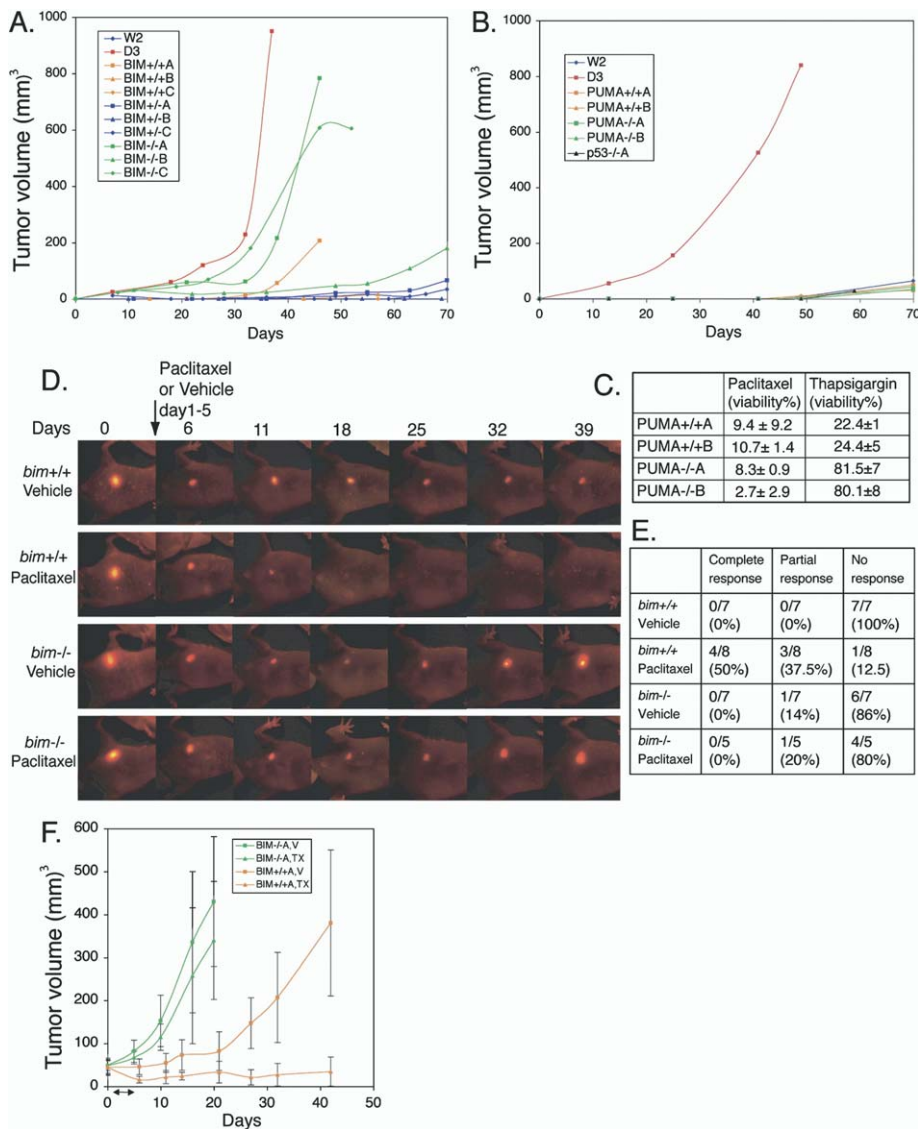 A.
1000
800
600
400
200
0
Tumor volume (mm)3
0 10 20 30 40 50 60 70
Days
W2
D3
BIM+/+A
BIM+/+B
BIM+/+C
BIM+/-A
BIM+/-B
BIM+/-C
BIM-/-A
BIM-/-B
BIM-/-C
B.
1000
800
600
400
200
0
Tumor volume (mm)3
0 10 20 30 40 50 60 70
Days
W2
D3
PUMA+/+A
PUMA+/+B
PUMA-/-A
PUMA-/-B
p53-/-A
D.
Paclitaxel
or Vehicle
day1-5
Days 0 6 11 18 25 32 39
bim+/+
Vehicle
bim+/+
Paclitaxel
bim-/-
Vehicle
bim-/-
Paclitaxel
C.
Paclitaxel Thapsigargin
(viability%) (viability%)
PUMA+/+A 9.4 ± 9.2 22.4±1
PUMA+/+B 10.7± 1.4 24.4±5
PUMA-/-A 8.3± 0.9 81.5±7
PUMA-/-B 2.7± 2.9 80.1±8
E.
Complete Partial No
response response response
bim+/+ 0/7 0/7 7/7
Vehicle (0%) (0%) (100%)
bim+/+ 4/8 3/8 1/8
Paclitaxel (50%) (37.5%) (12.5)
bim-/- 0/7 1/7 6/7
Vehicle (0%) (14%) (86%)
bim-/- 0/5 1/5 4/5
Paclitaxel (0%) (20%) (80%)
F.
600
500
400
300
200
100
0
Tumor volume (mm)3
0 10 20 30 40 50
Days
BIM-/-A,V
BIM-/-A,TX
BIM+/+A,V
BIM+/+A,TX